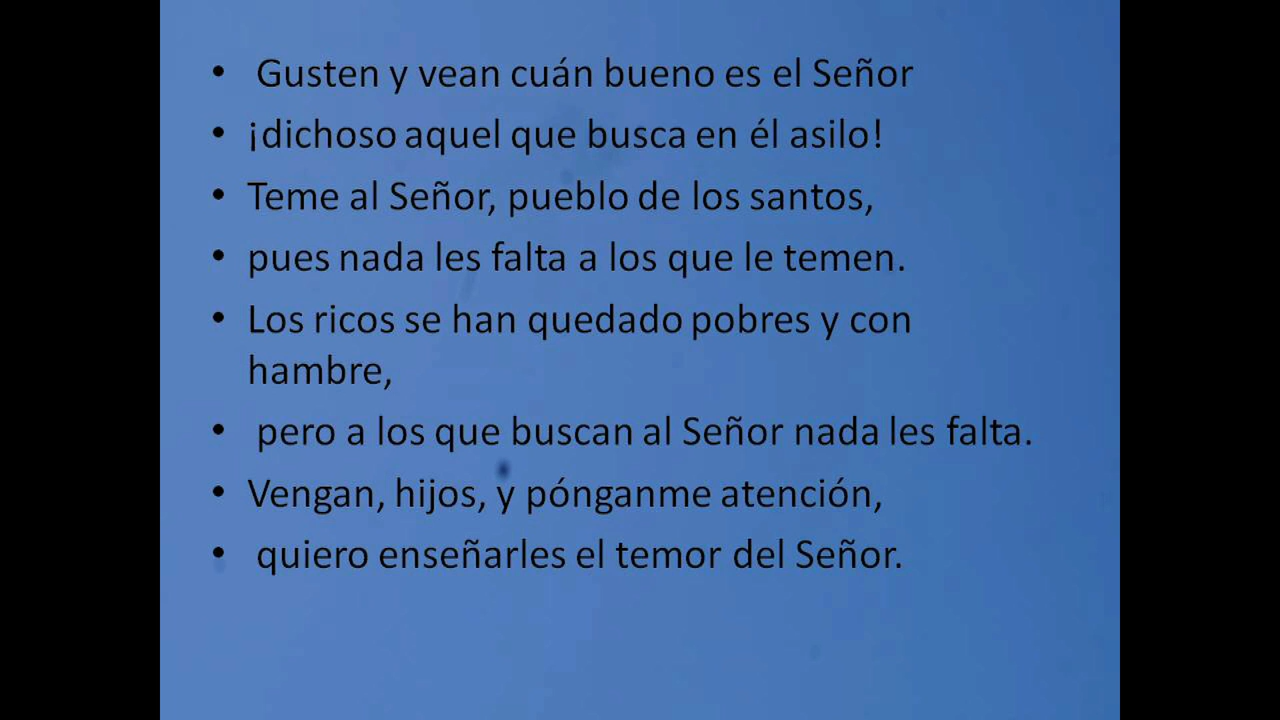 • Gusten y vean cuán bueno es el Señor
• ¡dichoso aquel que busca en él asilo!
• Teme al Señor, pueblo de los santos,
• pues nada les falta a los que le temen.
• Los ricos se han quedado pobres y con
hambre,
• pero a los que buscan al Señor nada les falta.
• Vengan, hijos, y pónganme atención,
• quiero enseñarles el temor del Señor.